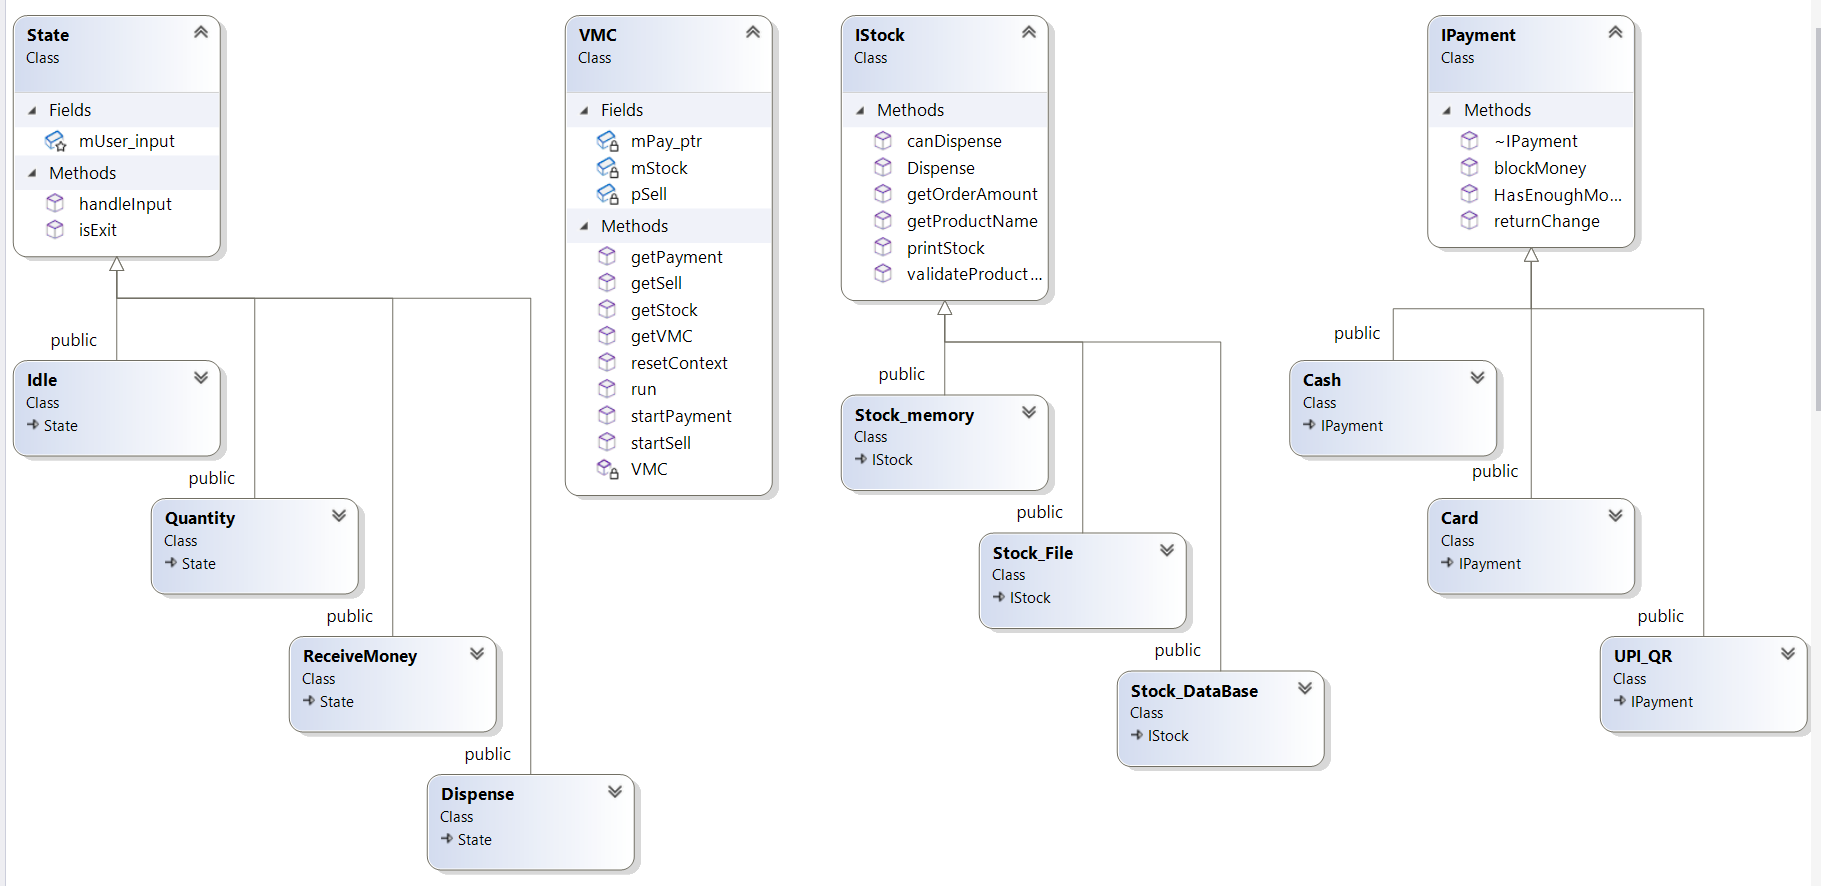 State
Class
Fields
mUser_input
Methods
handleInput
isExit
public
Idle
Class
State
public
Quantity
Class
State
public
ReceiveMoney
Class
State
public
Dispense
Class
State
VMC
Class
Fields
mPay_ptr
mStock
pSell
Methods
getPayment
getSell
getStock
getVMC
resetContext
run
startPayment
startSell
VMC
IStock
Class
Methods
canDispense
Dispense
getOrderAmount
getProductName
printStock
validateProduct...
public
Stock_memory
Class
IStock
public
Stock_File
Class
IStock
public
Stock_DataBase
Class
IStock
IPayment
Class
Methods
~IPayment
blockMoney
HasEnoughMo...
returnChange
public
Cash
Class
IPayment
public
Card
Class
IPayment
public
UPI_QR
Class
IPayment